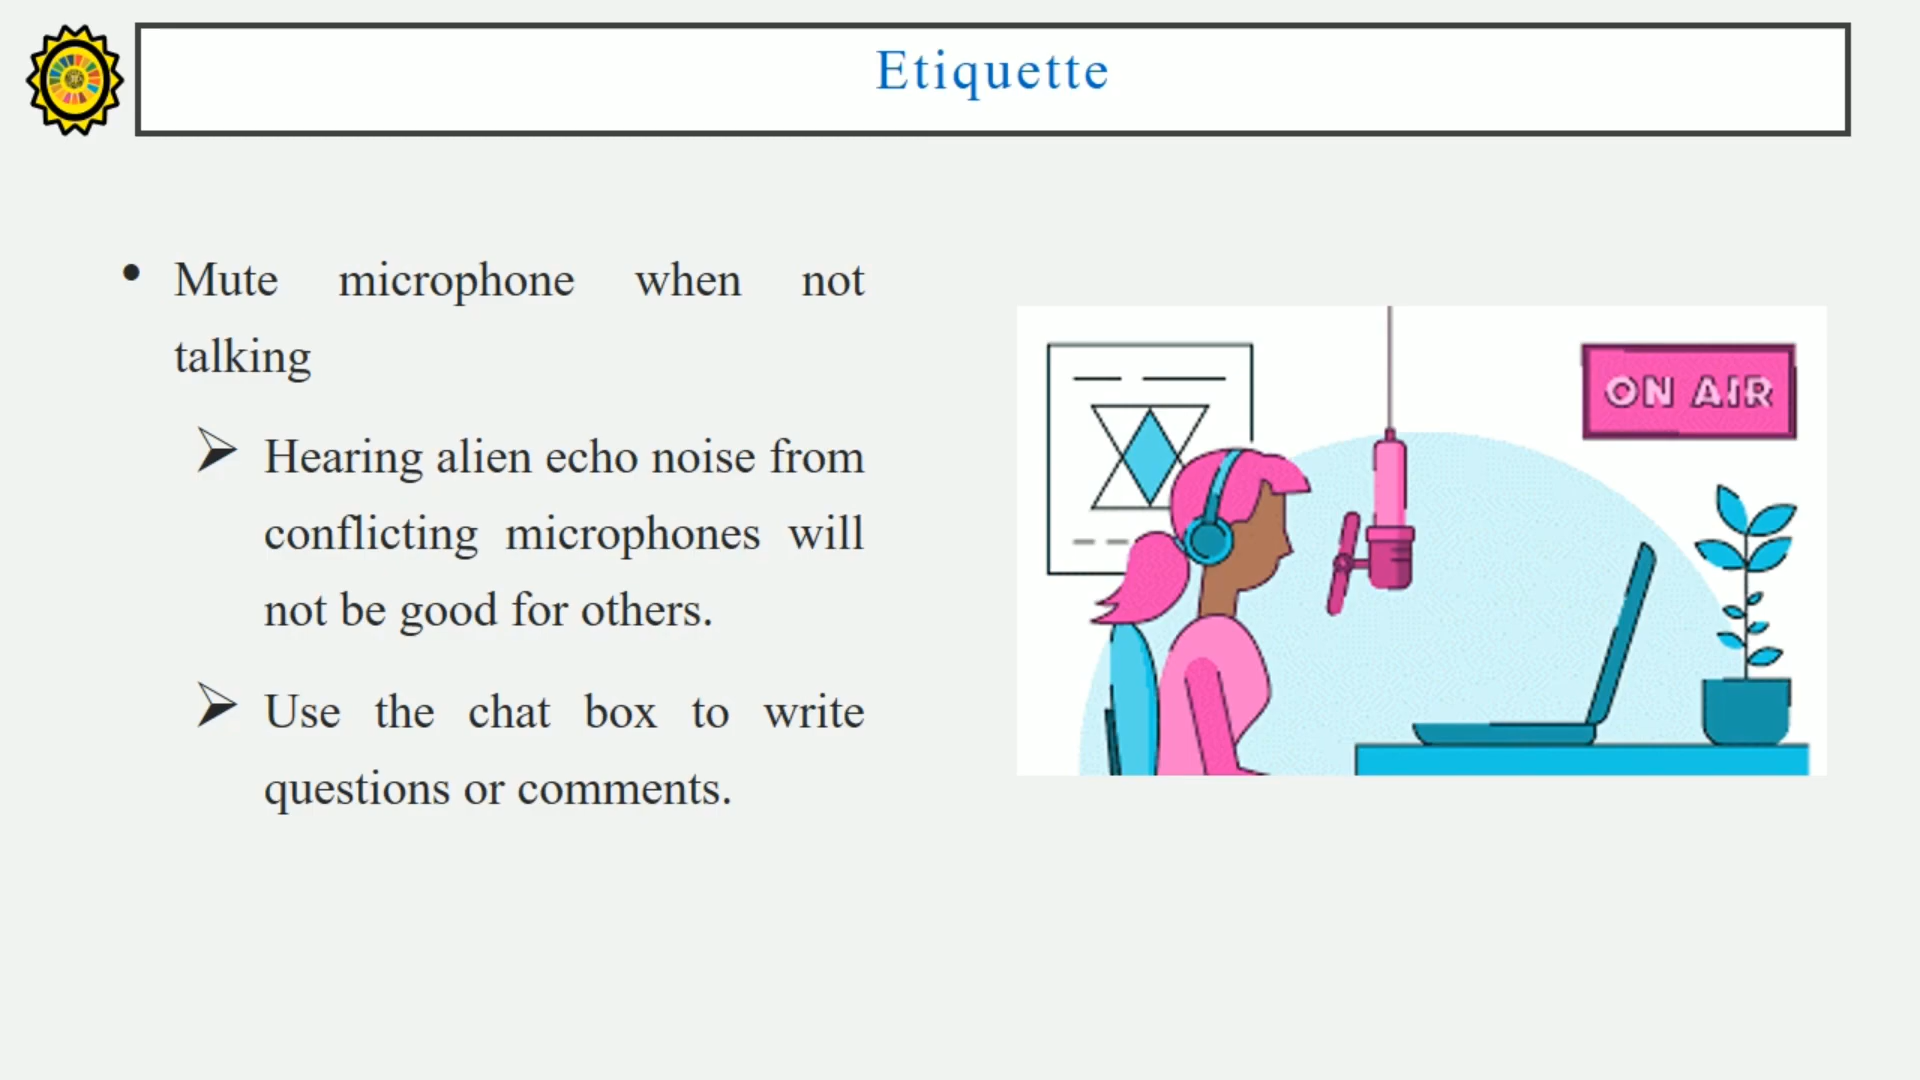 Etiquette
• Mute microphone when not
talking
➢ Hearing alien echo noise from
conflicting microphones will
not be good for others.
➢ Use the chat box to write
questions or comments.
ON AIR